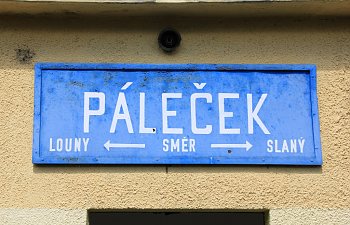 PÁLEČEK
LOUNY ← SMĚR → SLANÝ